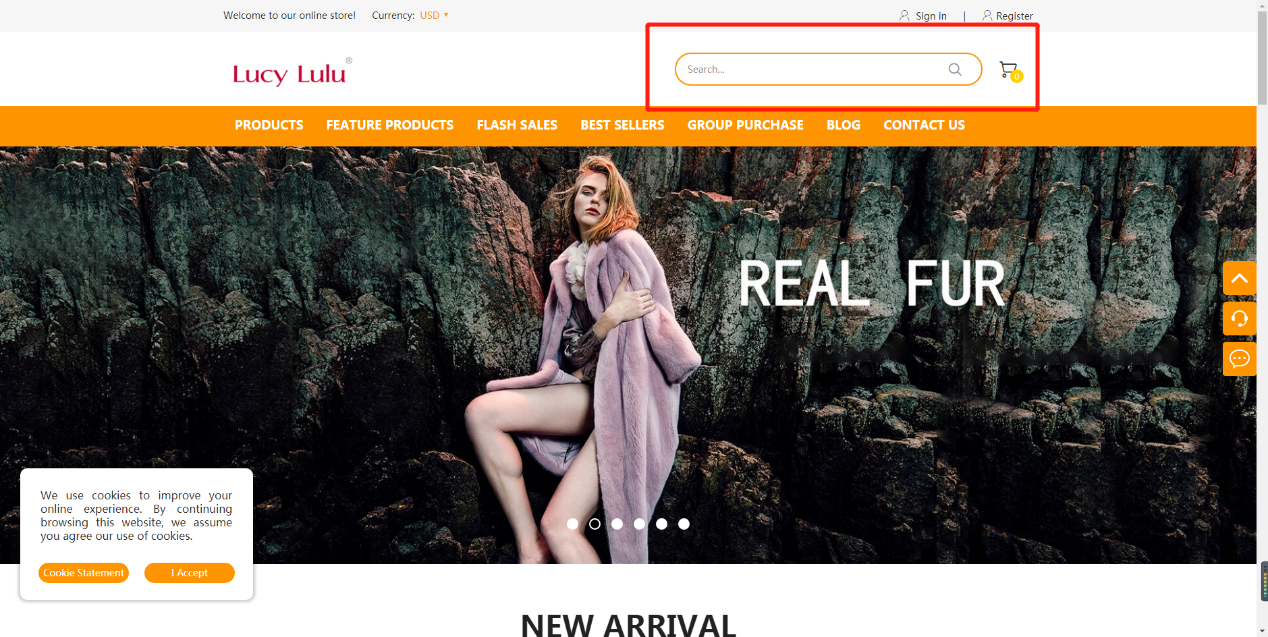 Welcome to our online store! Currency: USD Sign in | Register
Lucy Lulu®
Search...
0
PRODUCTS FEATURE PRODUCTS FLASH SALES BEST SELLERS GROUP PURCHASE BLOG CONTACT US
REAL FUR
We use cookies to improve your
online experience. By continuing
browsing this website, we assume
you agree our use of cookies.
Cookie Statement I Accept
NEW ARRIVAL